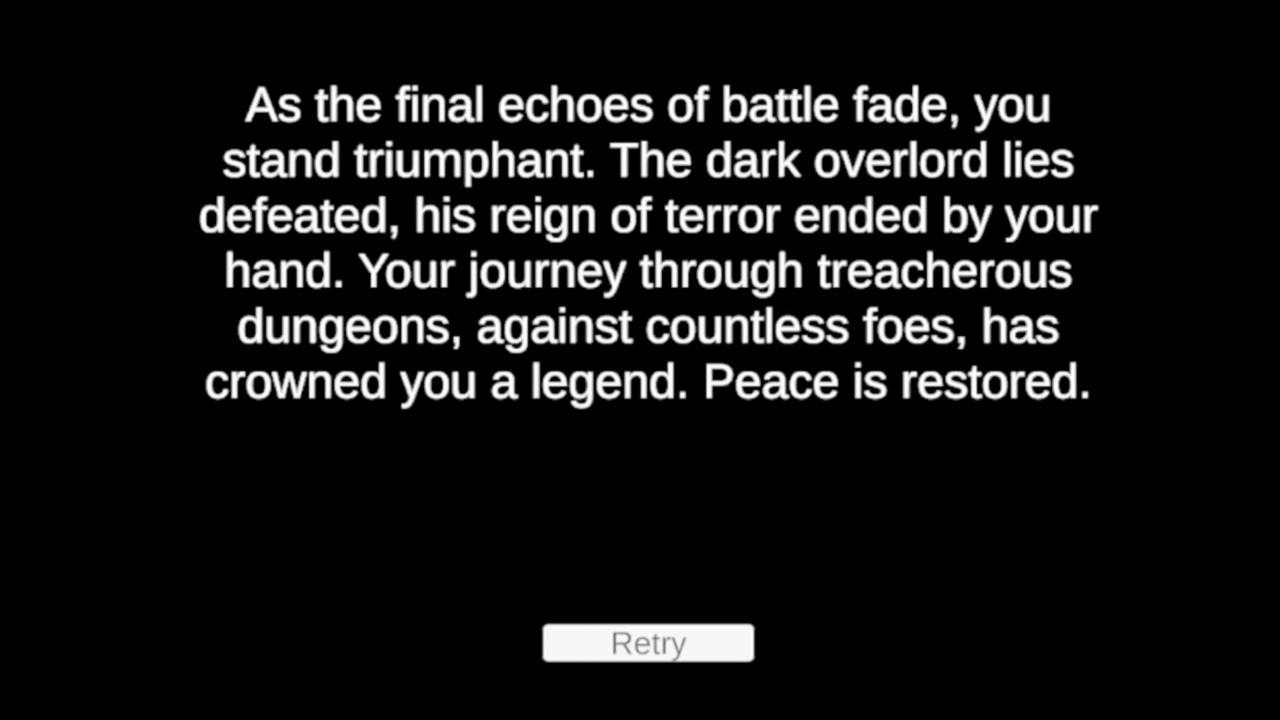 As the final echoes of battle fade, you
stand triumphant. The dark overlord lies
defeated, his reign of terror ended by your
hand. Your journey through treacherous
dungeons, against countless foes, has
crowned you a legend. Peace is restored.
Retry